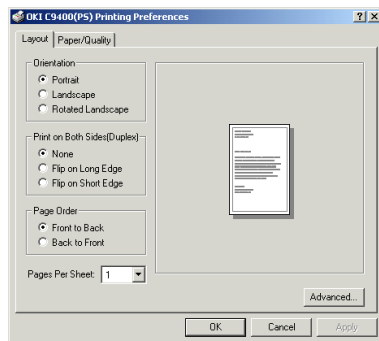 OKI C9400(PS) Printing Preferences
Layout
Paper/Quality
Orientation
Portrait
Landscape
Rotated Landscape
Print on Both Sides(Duplex)
None
Flip on Long Edge
Flip on Short Edge
Page Order
Front to Back
Back to Front
Pages Per Sheet: 1
Advanced...
OK
Cancel
Apply